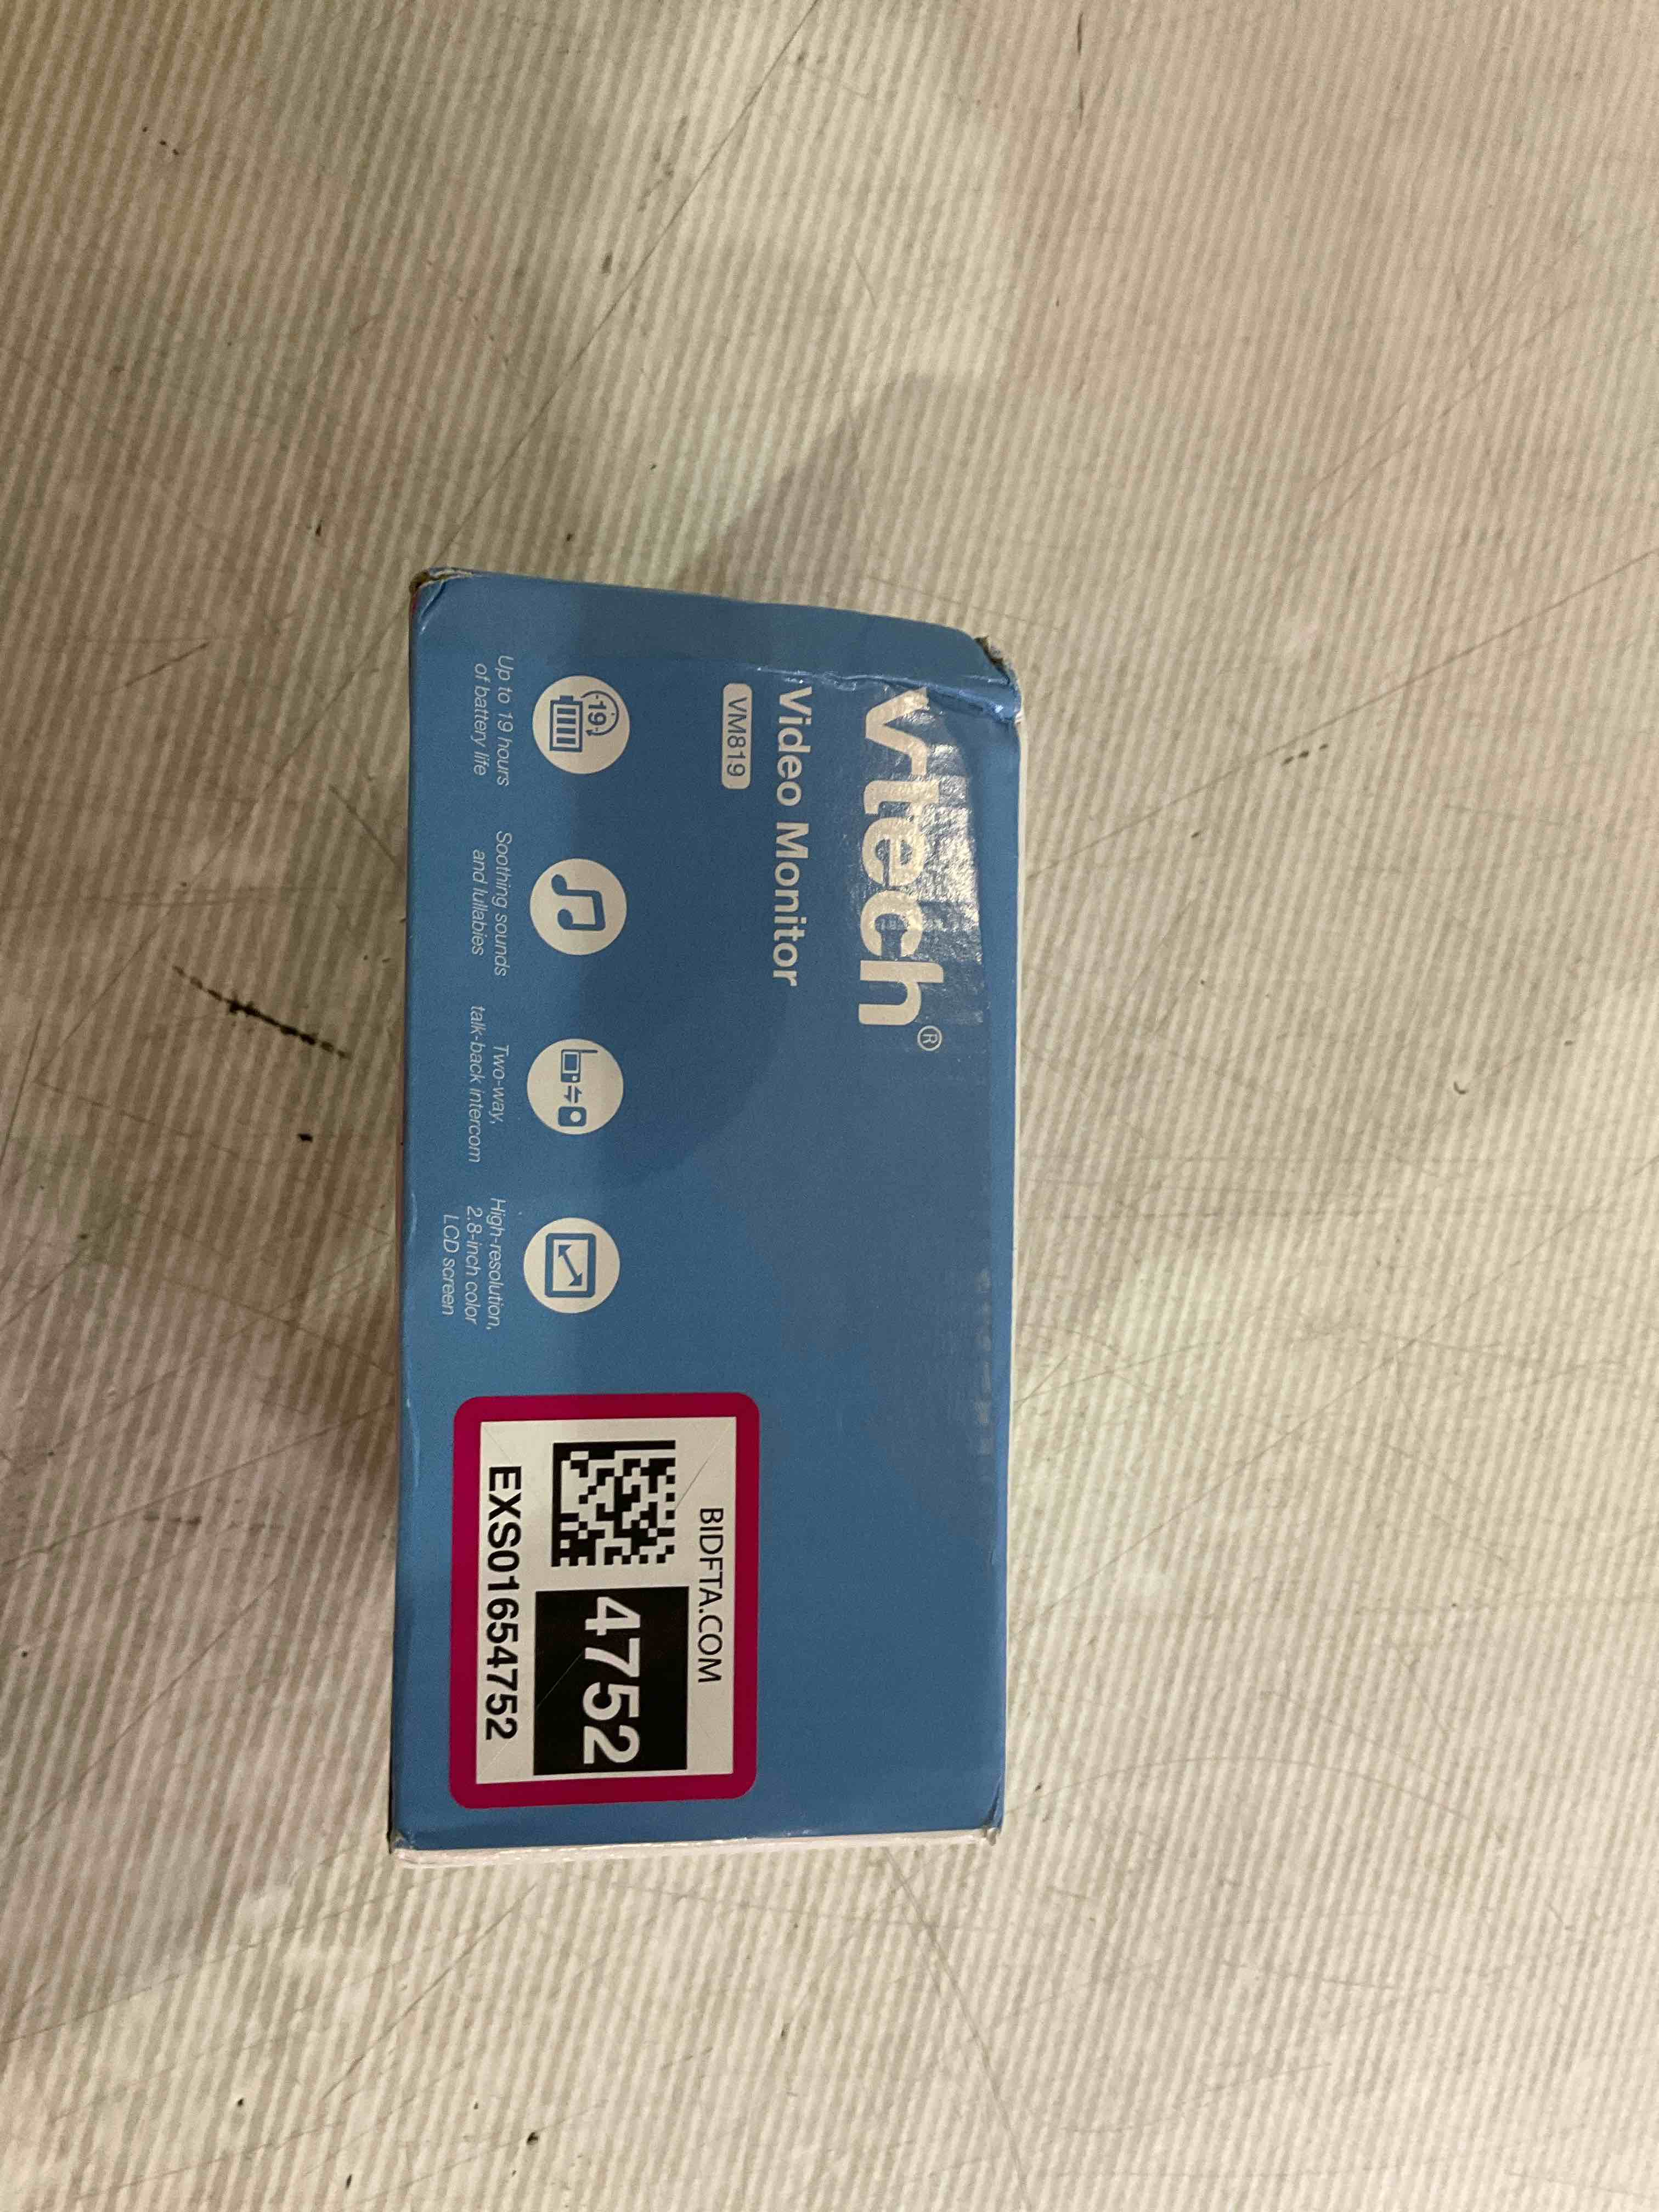 vtech®
Video Monitor
VM819
19
Up to 19 hours
of battery life
Soothing sounds
and lullabies
Two-way,
talk-back intercom
High-resolution,
2.8-inch color
LCD screen
BIDFTA.COM
4752
EXS01654752